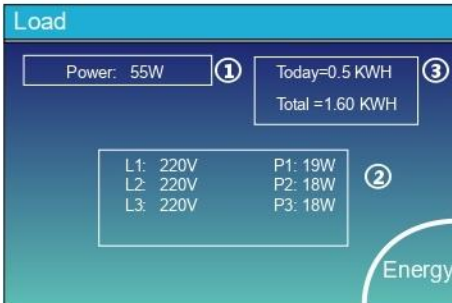 Load
Power: 55W ①
Today=0.5 KWH ③
Total =1.60 KWH
L1: 220V P1: 19W
L2: 220V P2: 18W ②
L3: 220V P3: 18W
Energy